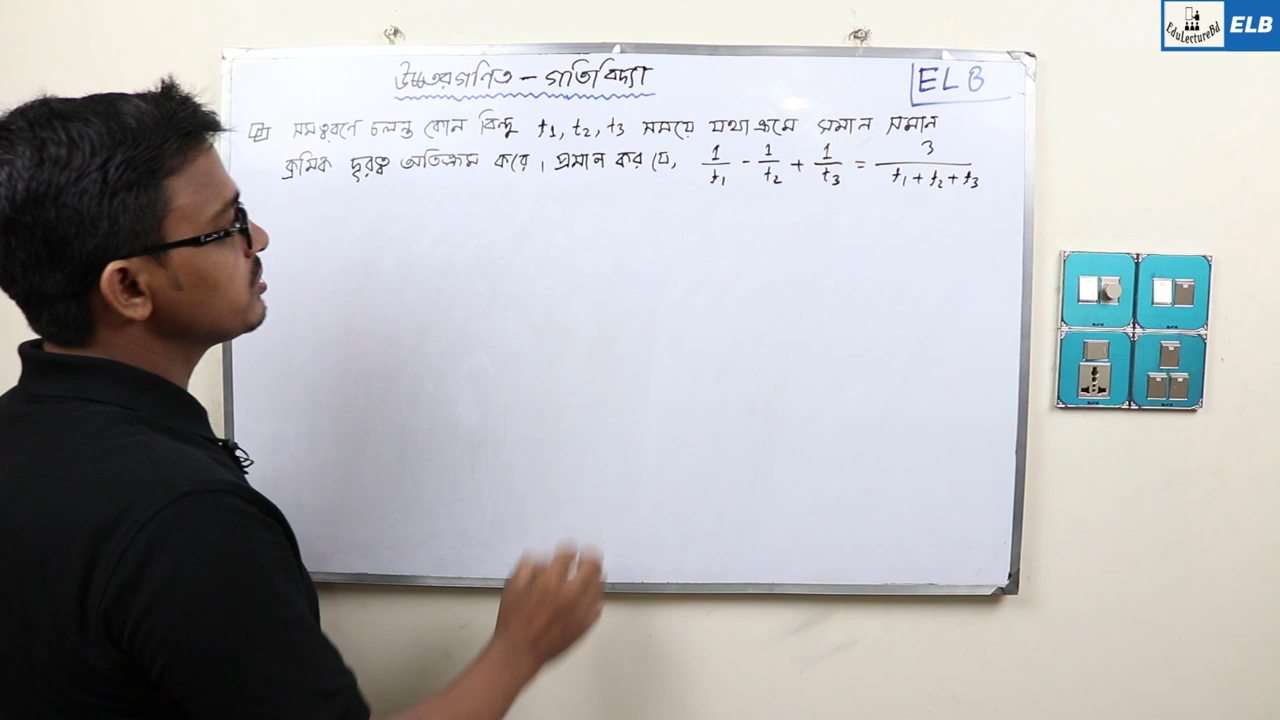 উচ্চতর গনিত - গতিবিদ্যা
ELB
সমত্বরণে চলন্ত কোন বিন্দু t₁, t₂, t₃ সময়ে যথাক্রমে সমান সমান
ক্রমিক দূরত্ব অতিক্রম করে। প্রমান কর যে, 1/t₁ - 1/t₂ + 1/t₃ = 3/(t₁ + t₂ + t₃)
EduLectureBd
ELB